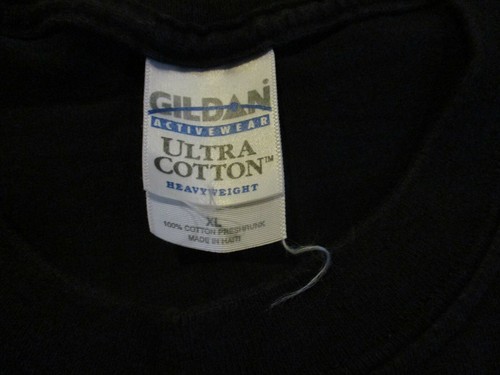 GILDAN
ACTIVEWEAR
ULTRA
COTTON™
HEAVYWEIGHT
XL
100% COTTON PRESHRUNK
MADE IN HAITI